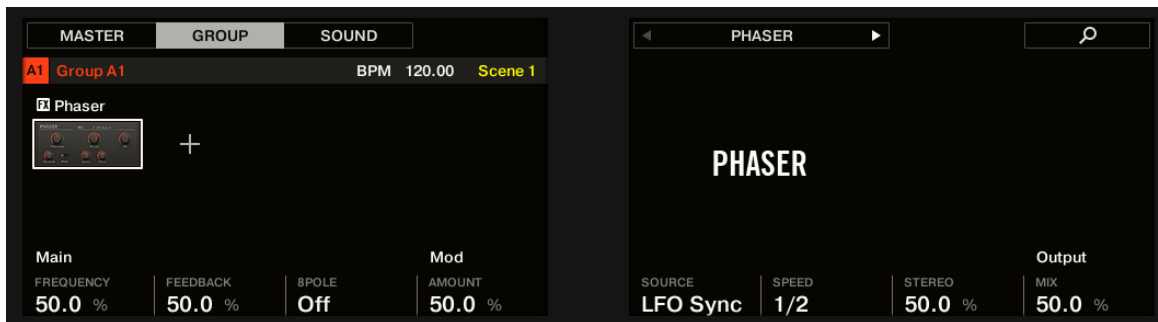 MASTER GROUP SOUND
A1 Group A1 BPM 120.00 Scene 1
FX Phaser
Main Mod
FREQUENCY FEEDBACK 8POLE AMOUNT
50.0 % 50.0 % Off 50.0 %
PHASER
PHASER
Output
SOURCE SPEED STEREO MIX
LFO Sync 1/2 50.0 % 50.0 %